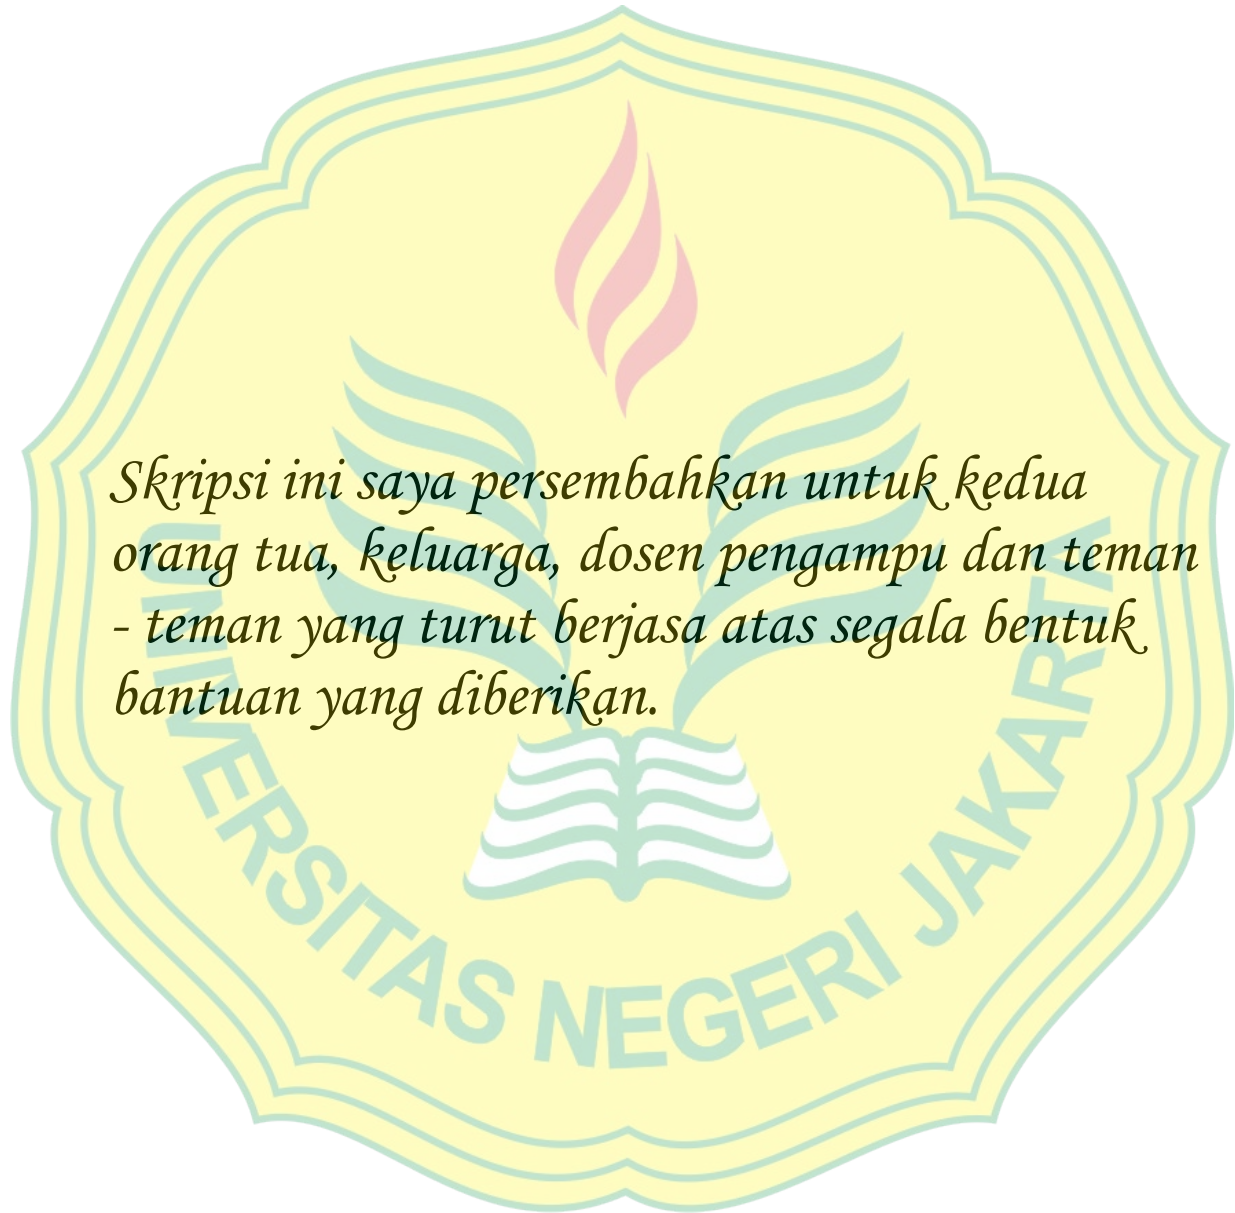 Skripsi ini saya persembahkan untuk kedua
orang tua, keluarga, dosen pengampu dan teman
- teman yang turut berjasa atas segala bentuk
bantuan yang diberikan.
UNIVERSITAS NEGERI JAKARTA